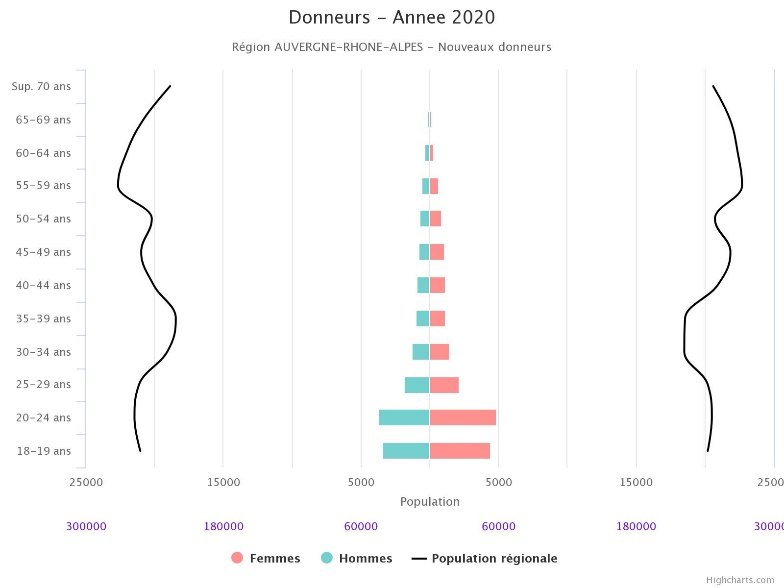 Donneurs - Annee 2020
Région AUVERGNE-RHONE-ALPES - Nouveaux donneurs
Sup. 70 ans
65-69 ans
60-64 ans
55-59 ans
50-54 ans
45-49 ans
40-44 ans
35-39 ans
30-34 ans
25-29 ans
20-24 ans
18-19 ans
25000 15000 5000 5000 15000 2500
Population
300000 180000 60000 60000 180000 30000
Femmes Hommes Population régionale
Highcharts.com